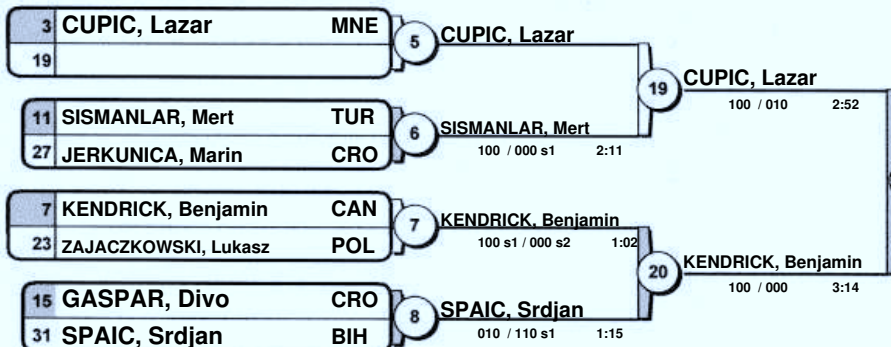 3 CUPIC, Lazar MNE
19
5 CUPIC, Lazar
19 CUPIC, Lazar
100 / 010 2:52
11 SISMANLAR, Mert TUR
27 JERKUNICA, Marin CRO
6 SISMANLAR, Mert
100 / 000 s1 2:11
7 KENDRICK, Benjamin CAN
23 ZAJACZKOWSKI, Lukasz POL
7 KENDRICK, Benjamin
100 s1 / 000 s2 1:02
20 KENDRICK, Benjamin
100 / 000 3:14
15 GASPAR, Divo CRO
31 SPAIC, Srdjan BIH
8 SPAIC, Srdjan
010 / 110 s1 1:15